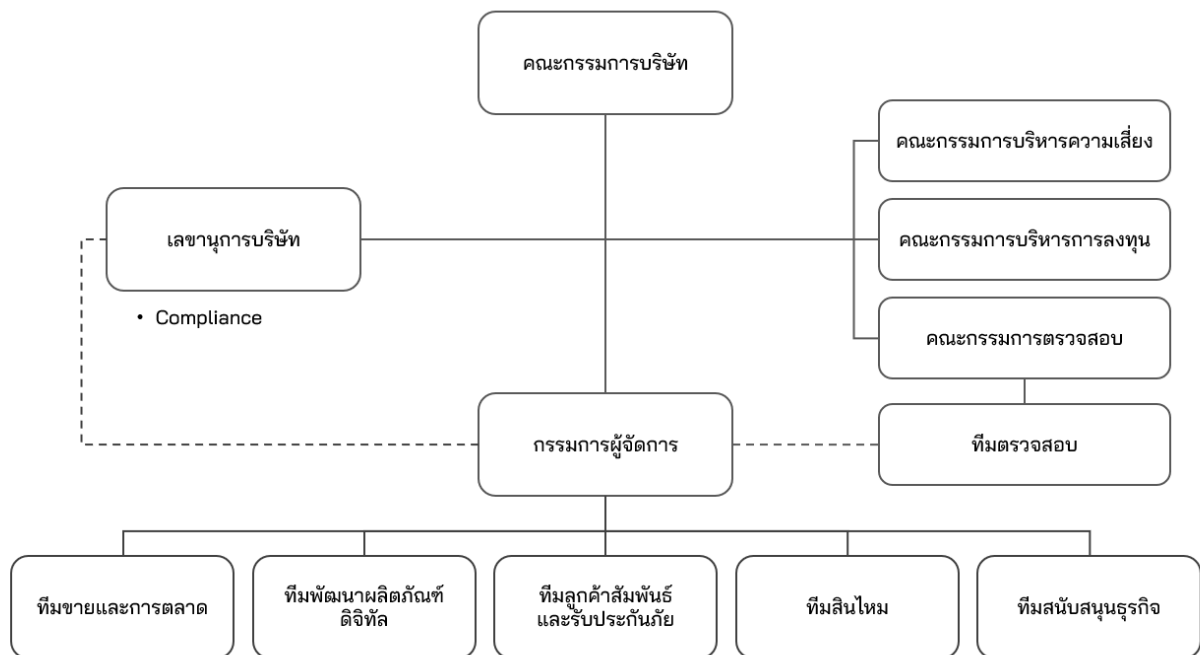 คณะกรรมการบริษัท
คณะกรรมการบริหารความเสี่ยง
เลขานุการบริษัท
คณะกรรมการบริหารการลงทุน
• Compliance
คณะกรรมการตรวจสอบ
กรรมการผู้จัดการ
ทีมตรวจสอบ
ทีมขายและการตลาด
ทีมพัฒนาผลิตภัณฑ์
ดิจิทัล
ทีมลูกค้าสัมพันธ์
และรับประกันภัย
ทีมสินไหม
ทีมสนับสนุนธุรกิจ